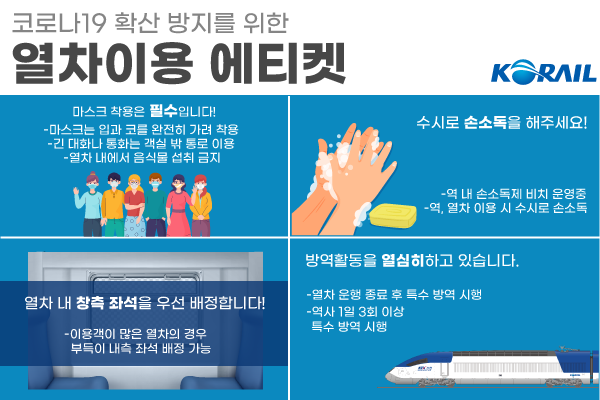 코로나19 확산 방지를 위한
열차이용 에티켓
KORAIL
마스크 착용은 필수입니다!
-마스크는 입과 코를 완전히 가려 착용
-긴 대화나 통화는 객실 밖 통로 이용
-열차 내에서 음식물 섭취 금지
수시로 손소독을 해주세요!
-역 내 손소독제 비치 운영중
-역, 열차 이용 시 수시로 손소독
열차 내 창측 좌석을 우선 배정합니다!
-이용객이 많은 열차의 경우
부득이 내측 좌석 배정 가능
방역활동을 열심히하고 있습니다.
-열차 운행 종료 후 특수 방역 시행
-역사 1일 3회 이상
특수 방역 시행